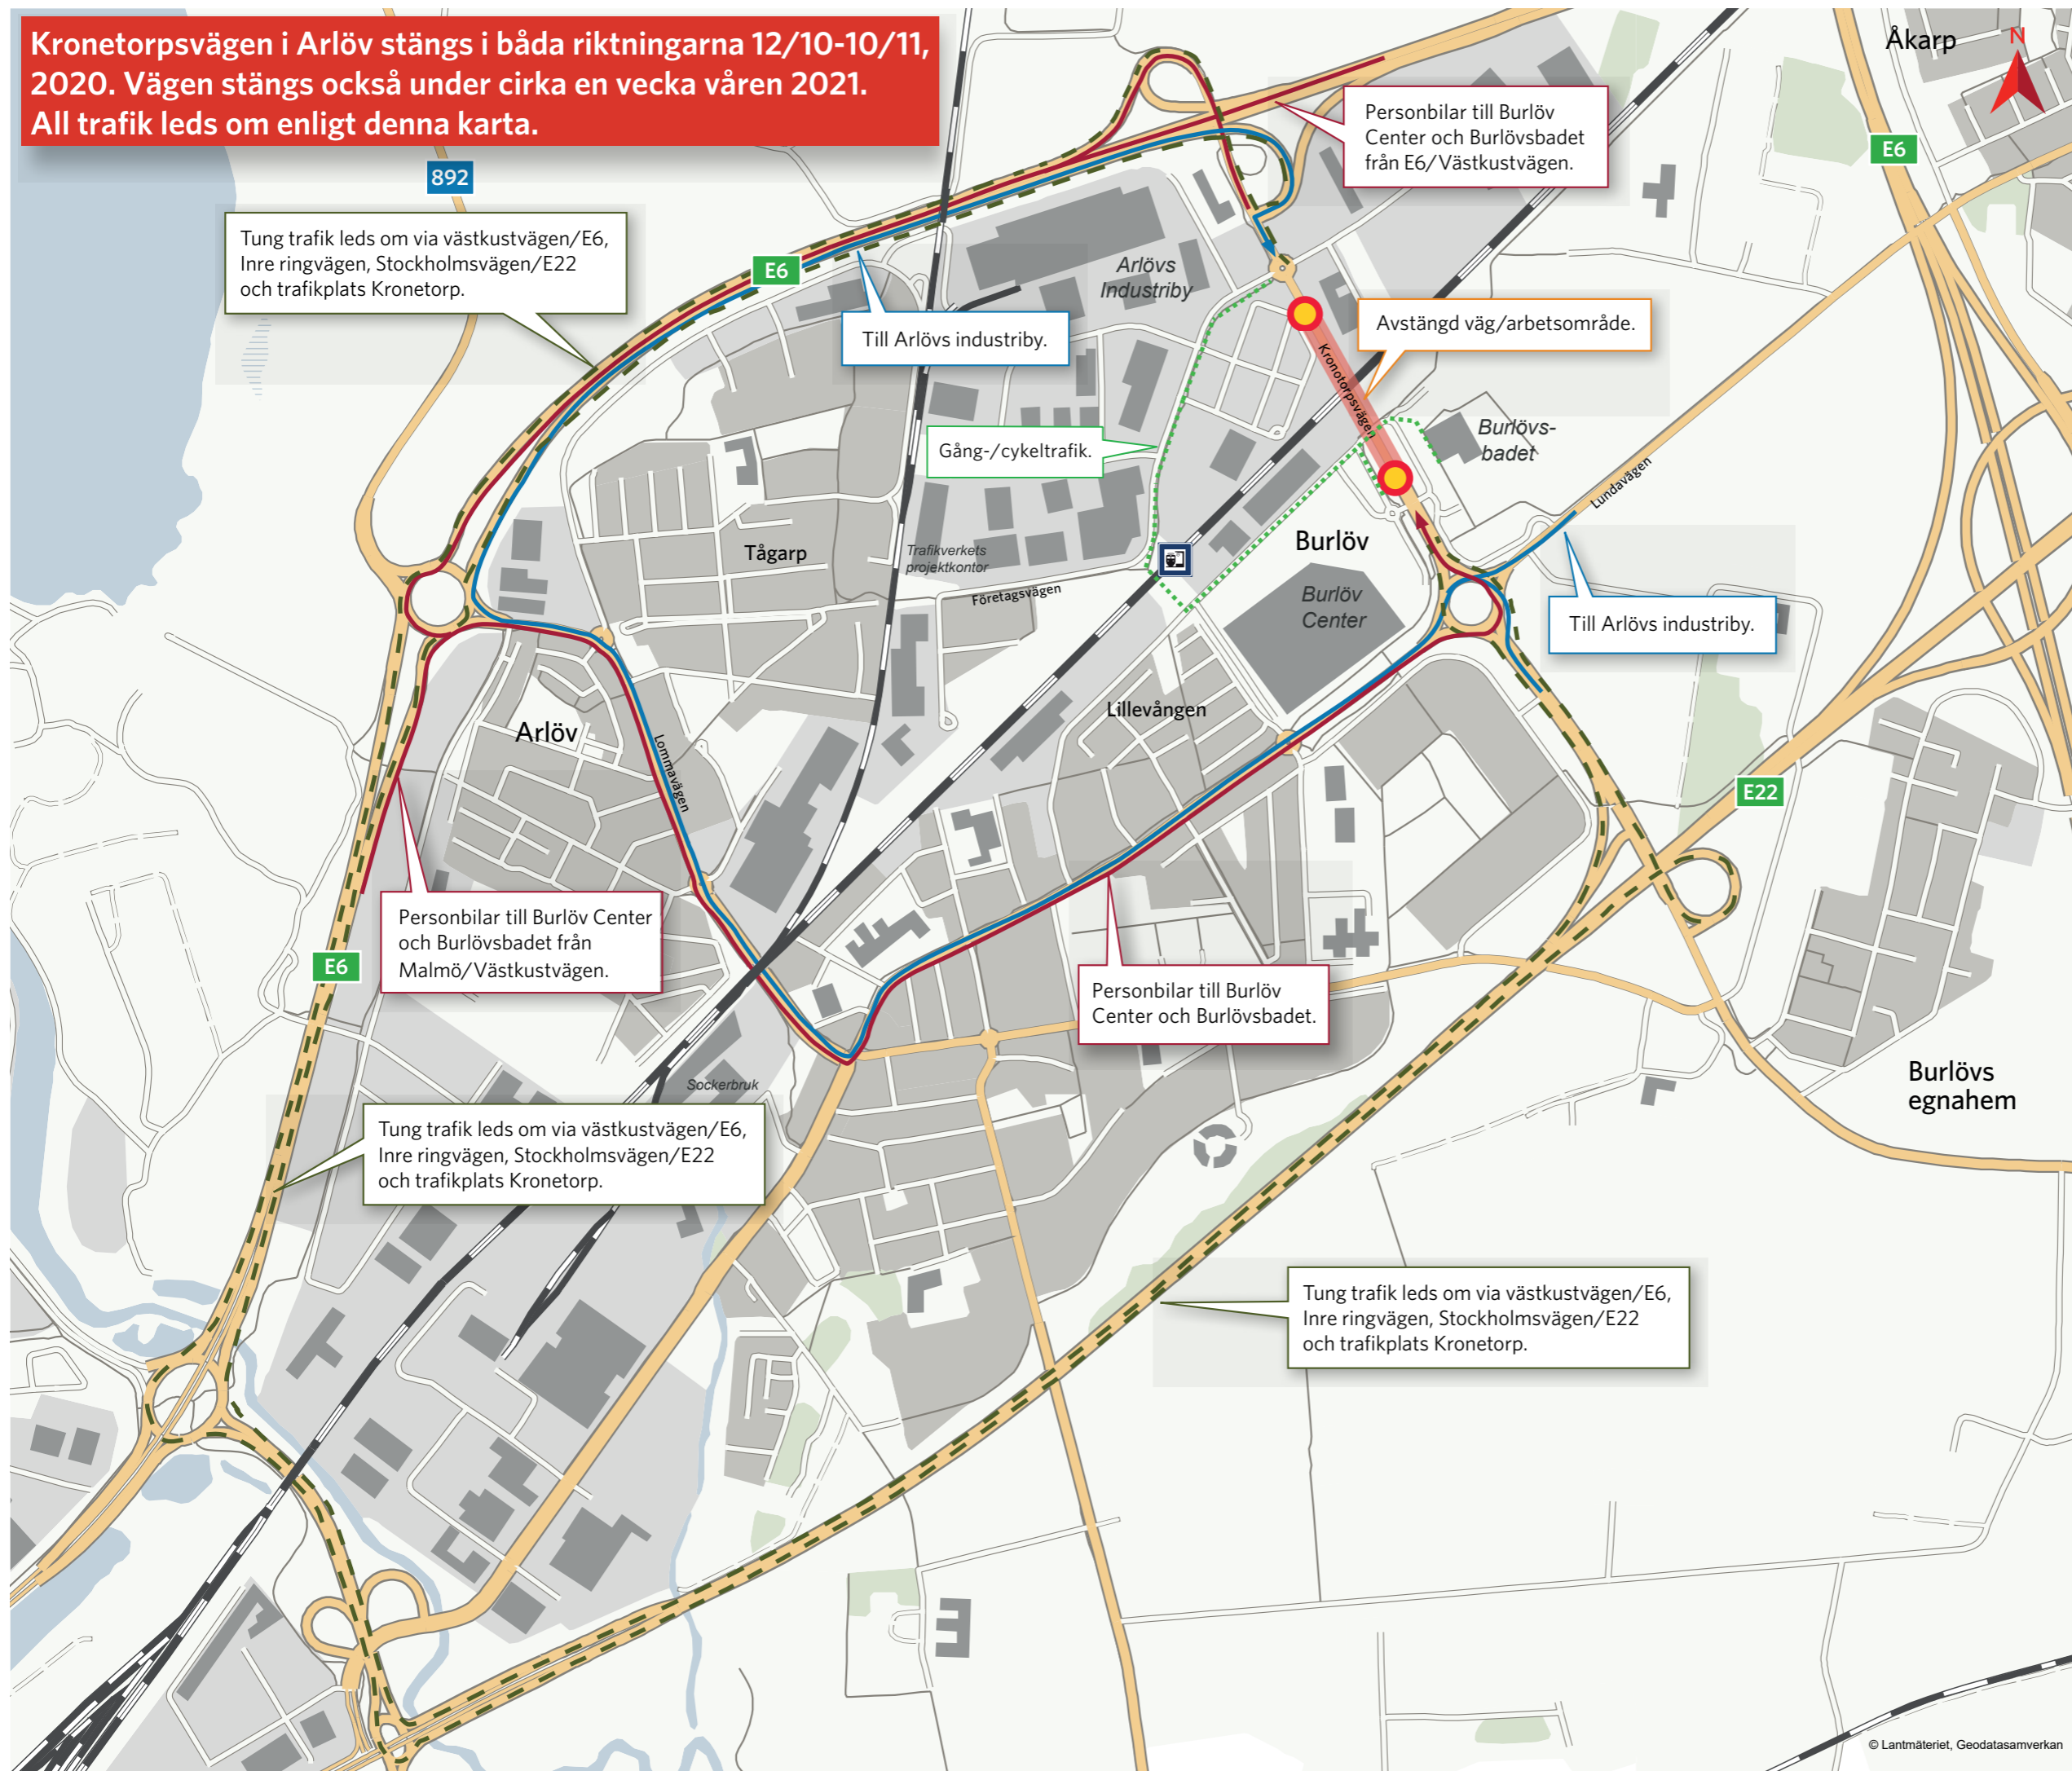 Kronetorpsvägen i Arlöv stängs i båda riktningarna 12/10-10/11,
2020. Vägen stängs också under cirka en vecka våren 2021.
All trafik leds om enligt denna karta.
Åkarp
N
E6
892
Personbilar till Burlöv
Center och Burlövsbadet
från E6/Västkustvägen.
Tung trafik leds om via västkustvägen/E6,
Inre ringvägen, Stockholmsvägen/E22
och trafikplats Kronetorp.
E6
Arlövs
Industriby
Till Arlövs industriby.
Avstängd väg/arbetsområde.
Kronotorpsvägen
Gång-/cykeltrafik.
Burlövs-
badet
Lundavägen
Burlöv
Tågarp
Trafikverkets
projektkontor
Företagsvägen
Burlöv
Center
Till Arlövs industriby.
Lillevången
Arlöv
Lommavägen
E22
Personbilar till Burlöv Center
och Burlövsbadet från
Malmö/Västkustvägen.
E6
Personbilar till Burlöv
Center och Burlövsbadet.
Sockerbruk
Burlövs
egnahem
Tung trafik leds om via västkustvägen/E6,
Inre ringvägen, Stockholmsvägen/E22
och trafikplats Kronetorp.
Tung trafik leds om via västkustvägen/E6,
Inre ringvägen, Stockholmsvägen/E22
och trafikplats Kronetorp.
© Lantmäteriet, Geodatasamverkan